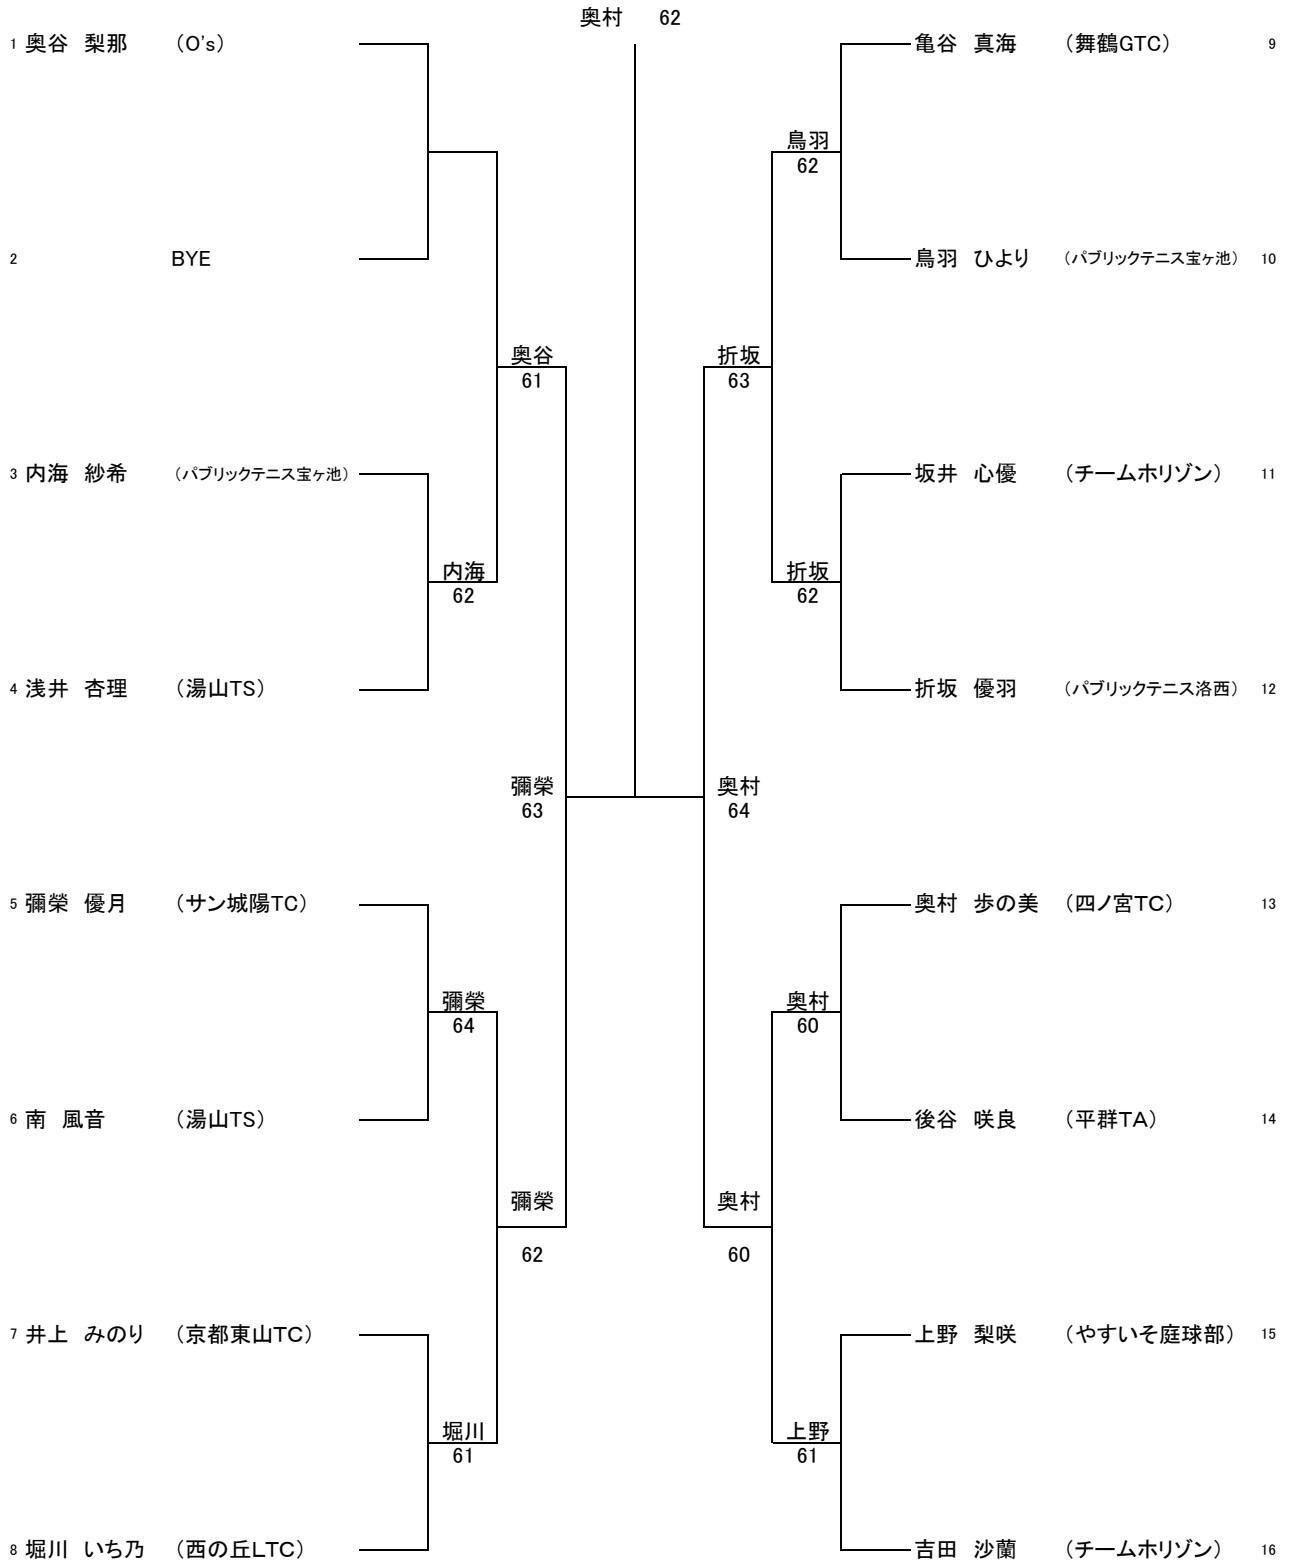 奥村 62
1 奥谷 梨那 (O's)
亀谷 真海 (舞鶴GTC) 9
鳥羽
62
2 BYE
鳥羽 ひより (パブリックテニス宝ヶ池) 10
奥谷
61
折坂
63
3 内海 紗希 (パブリックテニス宝ヶ池)
坂井 心優 (チームホリゾン) 11
内海
62
折坂
62
4 浅井 杏理 (湯山TS)
折坂 優羽 (パブリックテニス洛西) 12
彌榮
63
奥村
64
5 彌榮 優月 (サン城陽TC)
奥村 歩の美 (四ノ宮TC) 13
彌榮
64
奥村
60
6 南 風音 (湯山TS)
後谷 咲良 (平群TA) 14
彌榮
62
奥村
60
7 井上 みのり (京都東山TC)
上野 梨咲 (やすいそ庭球部) 15
堀川
61
上野
61
8 堀川 いち乃 (西の丘LTC)
吉田 沙蘭 (チームホリゾン) 16